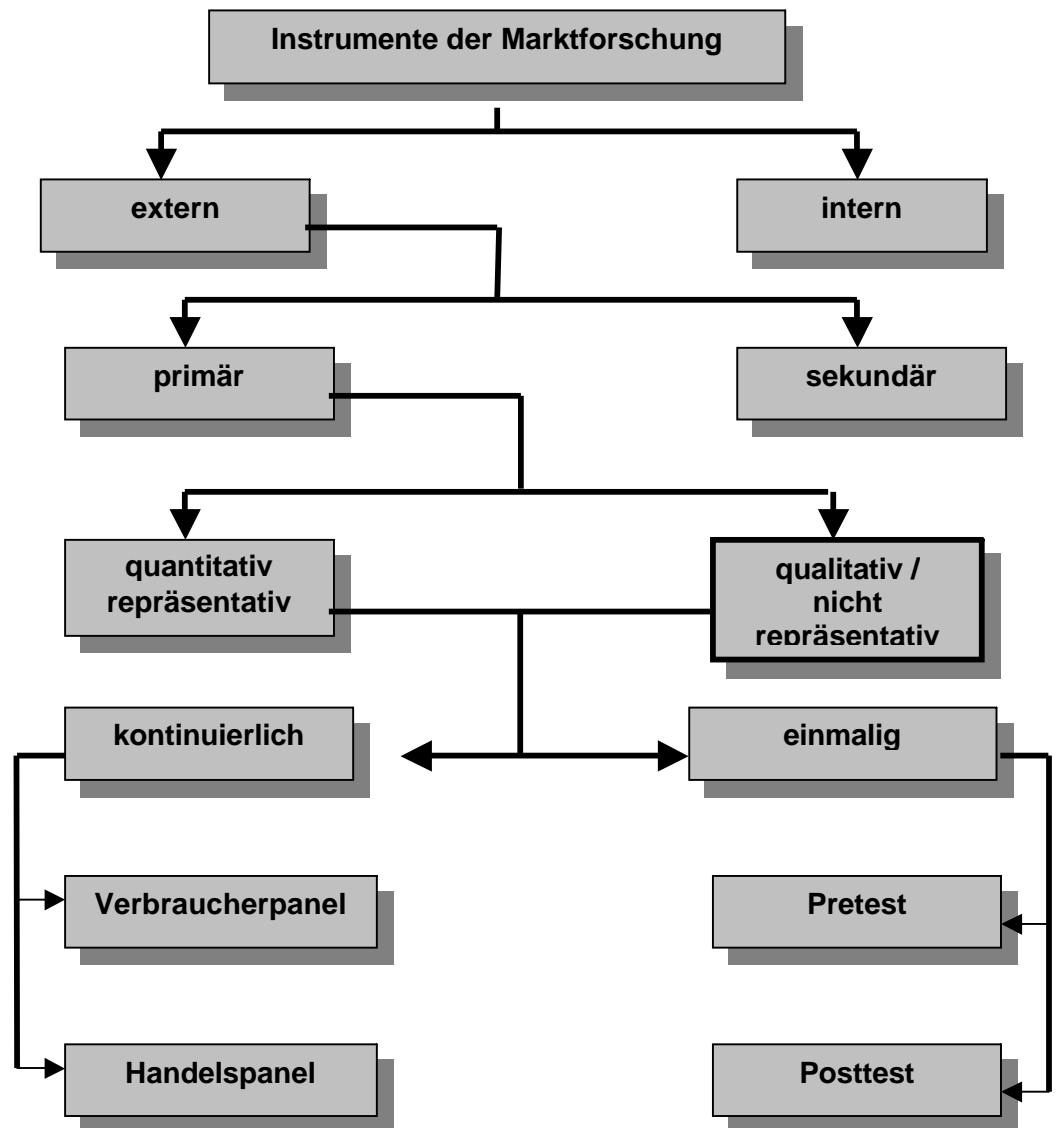 Instrumente der Marktforschung
extern
intern
primär
sekundär
quantitativ
repräsentativ
qualitativ /
nicht
repräsentativ
kontinuierlich
einmalig
Verbraucherpanel
Pretest
Handelspanel
Posttest